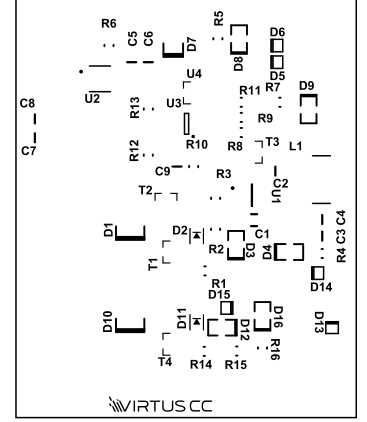 R6
C5
C6
D7
R5
D8
D6
D5
U2
U4
U3
R13
R11
R7
D9
R9
C8
C7
R12
R10
R8
T3
L1
C9
R3
C2
U1
T2
C1
C4
C3
R4
D1
D2
R2
D3
D4
T1
R1
D14
D15
D10
D11
D12
D16
D13
T4
R14
R15
R16
VIRTUS CC